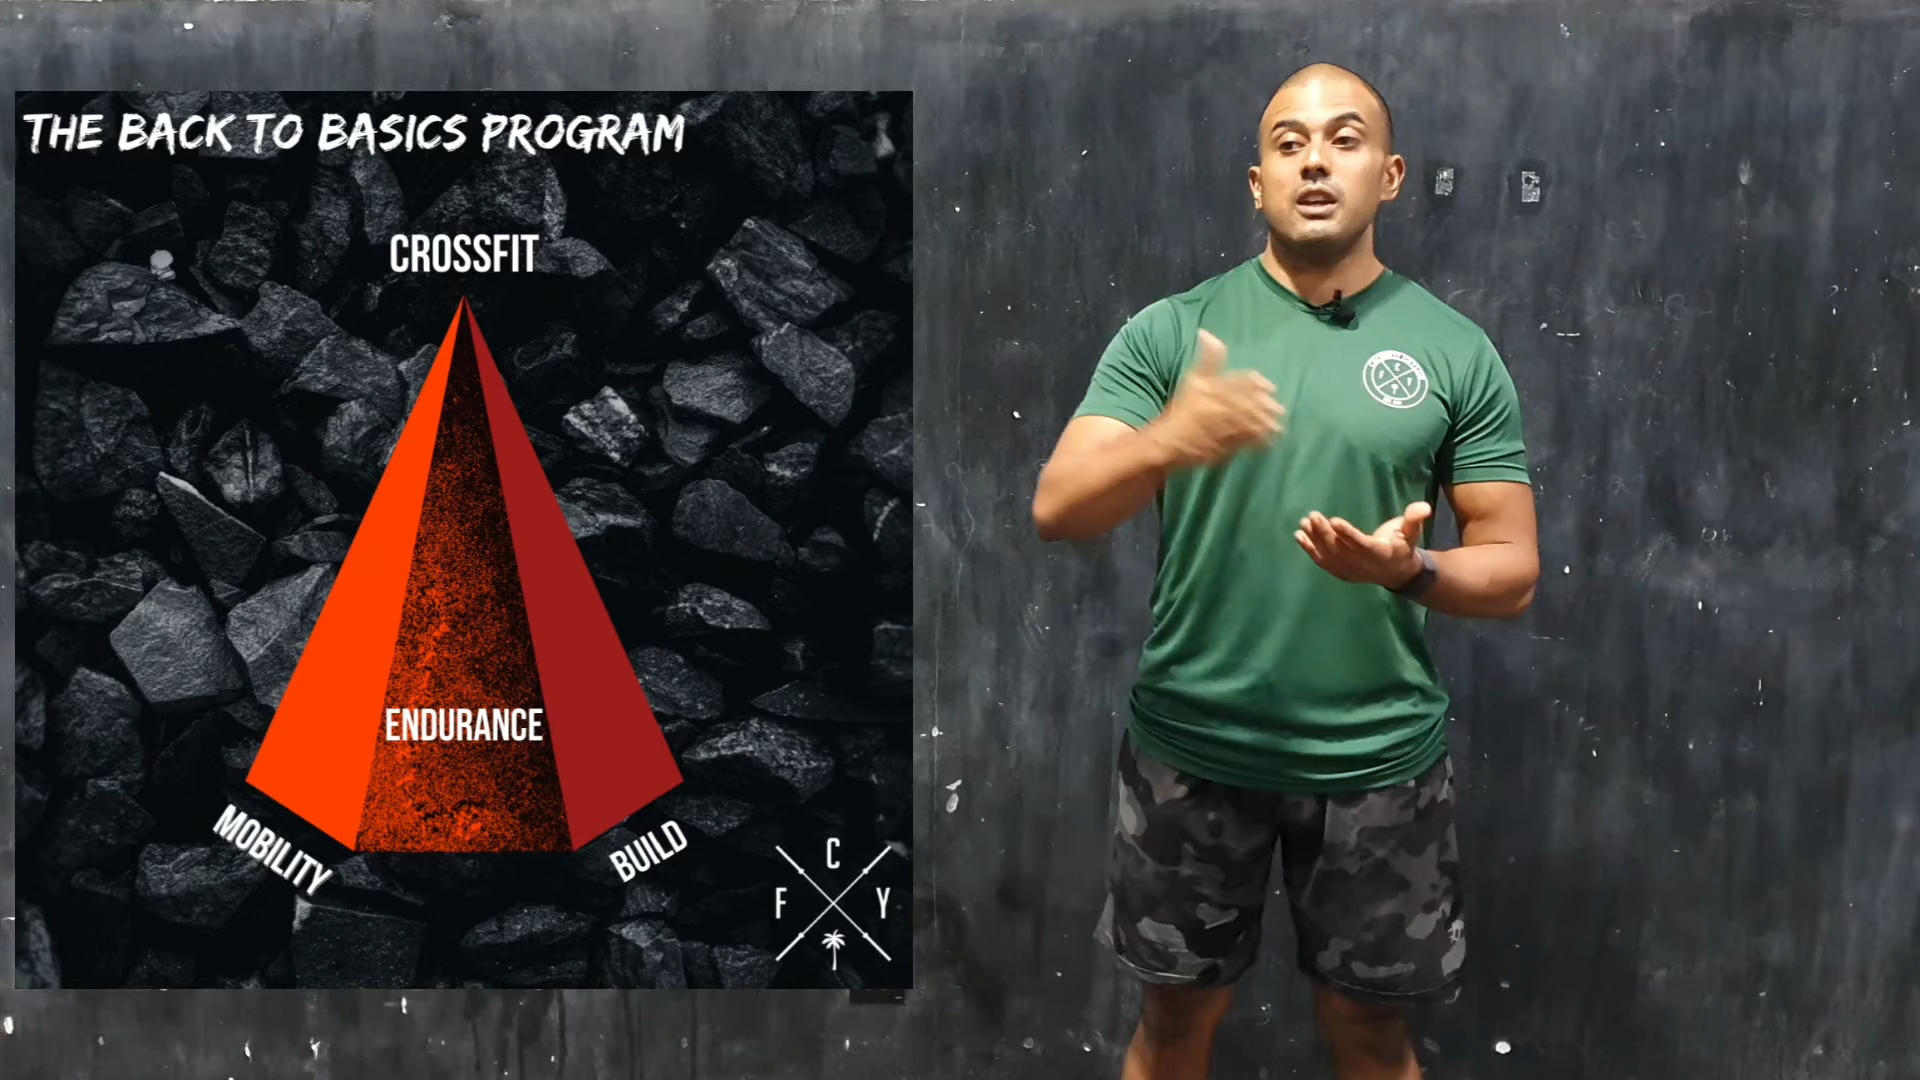 THE BACK TO BASICS PROGRAM
CROSSFIT
ENDURANCE
MOBILITY
BUILD
C
F Y